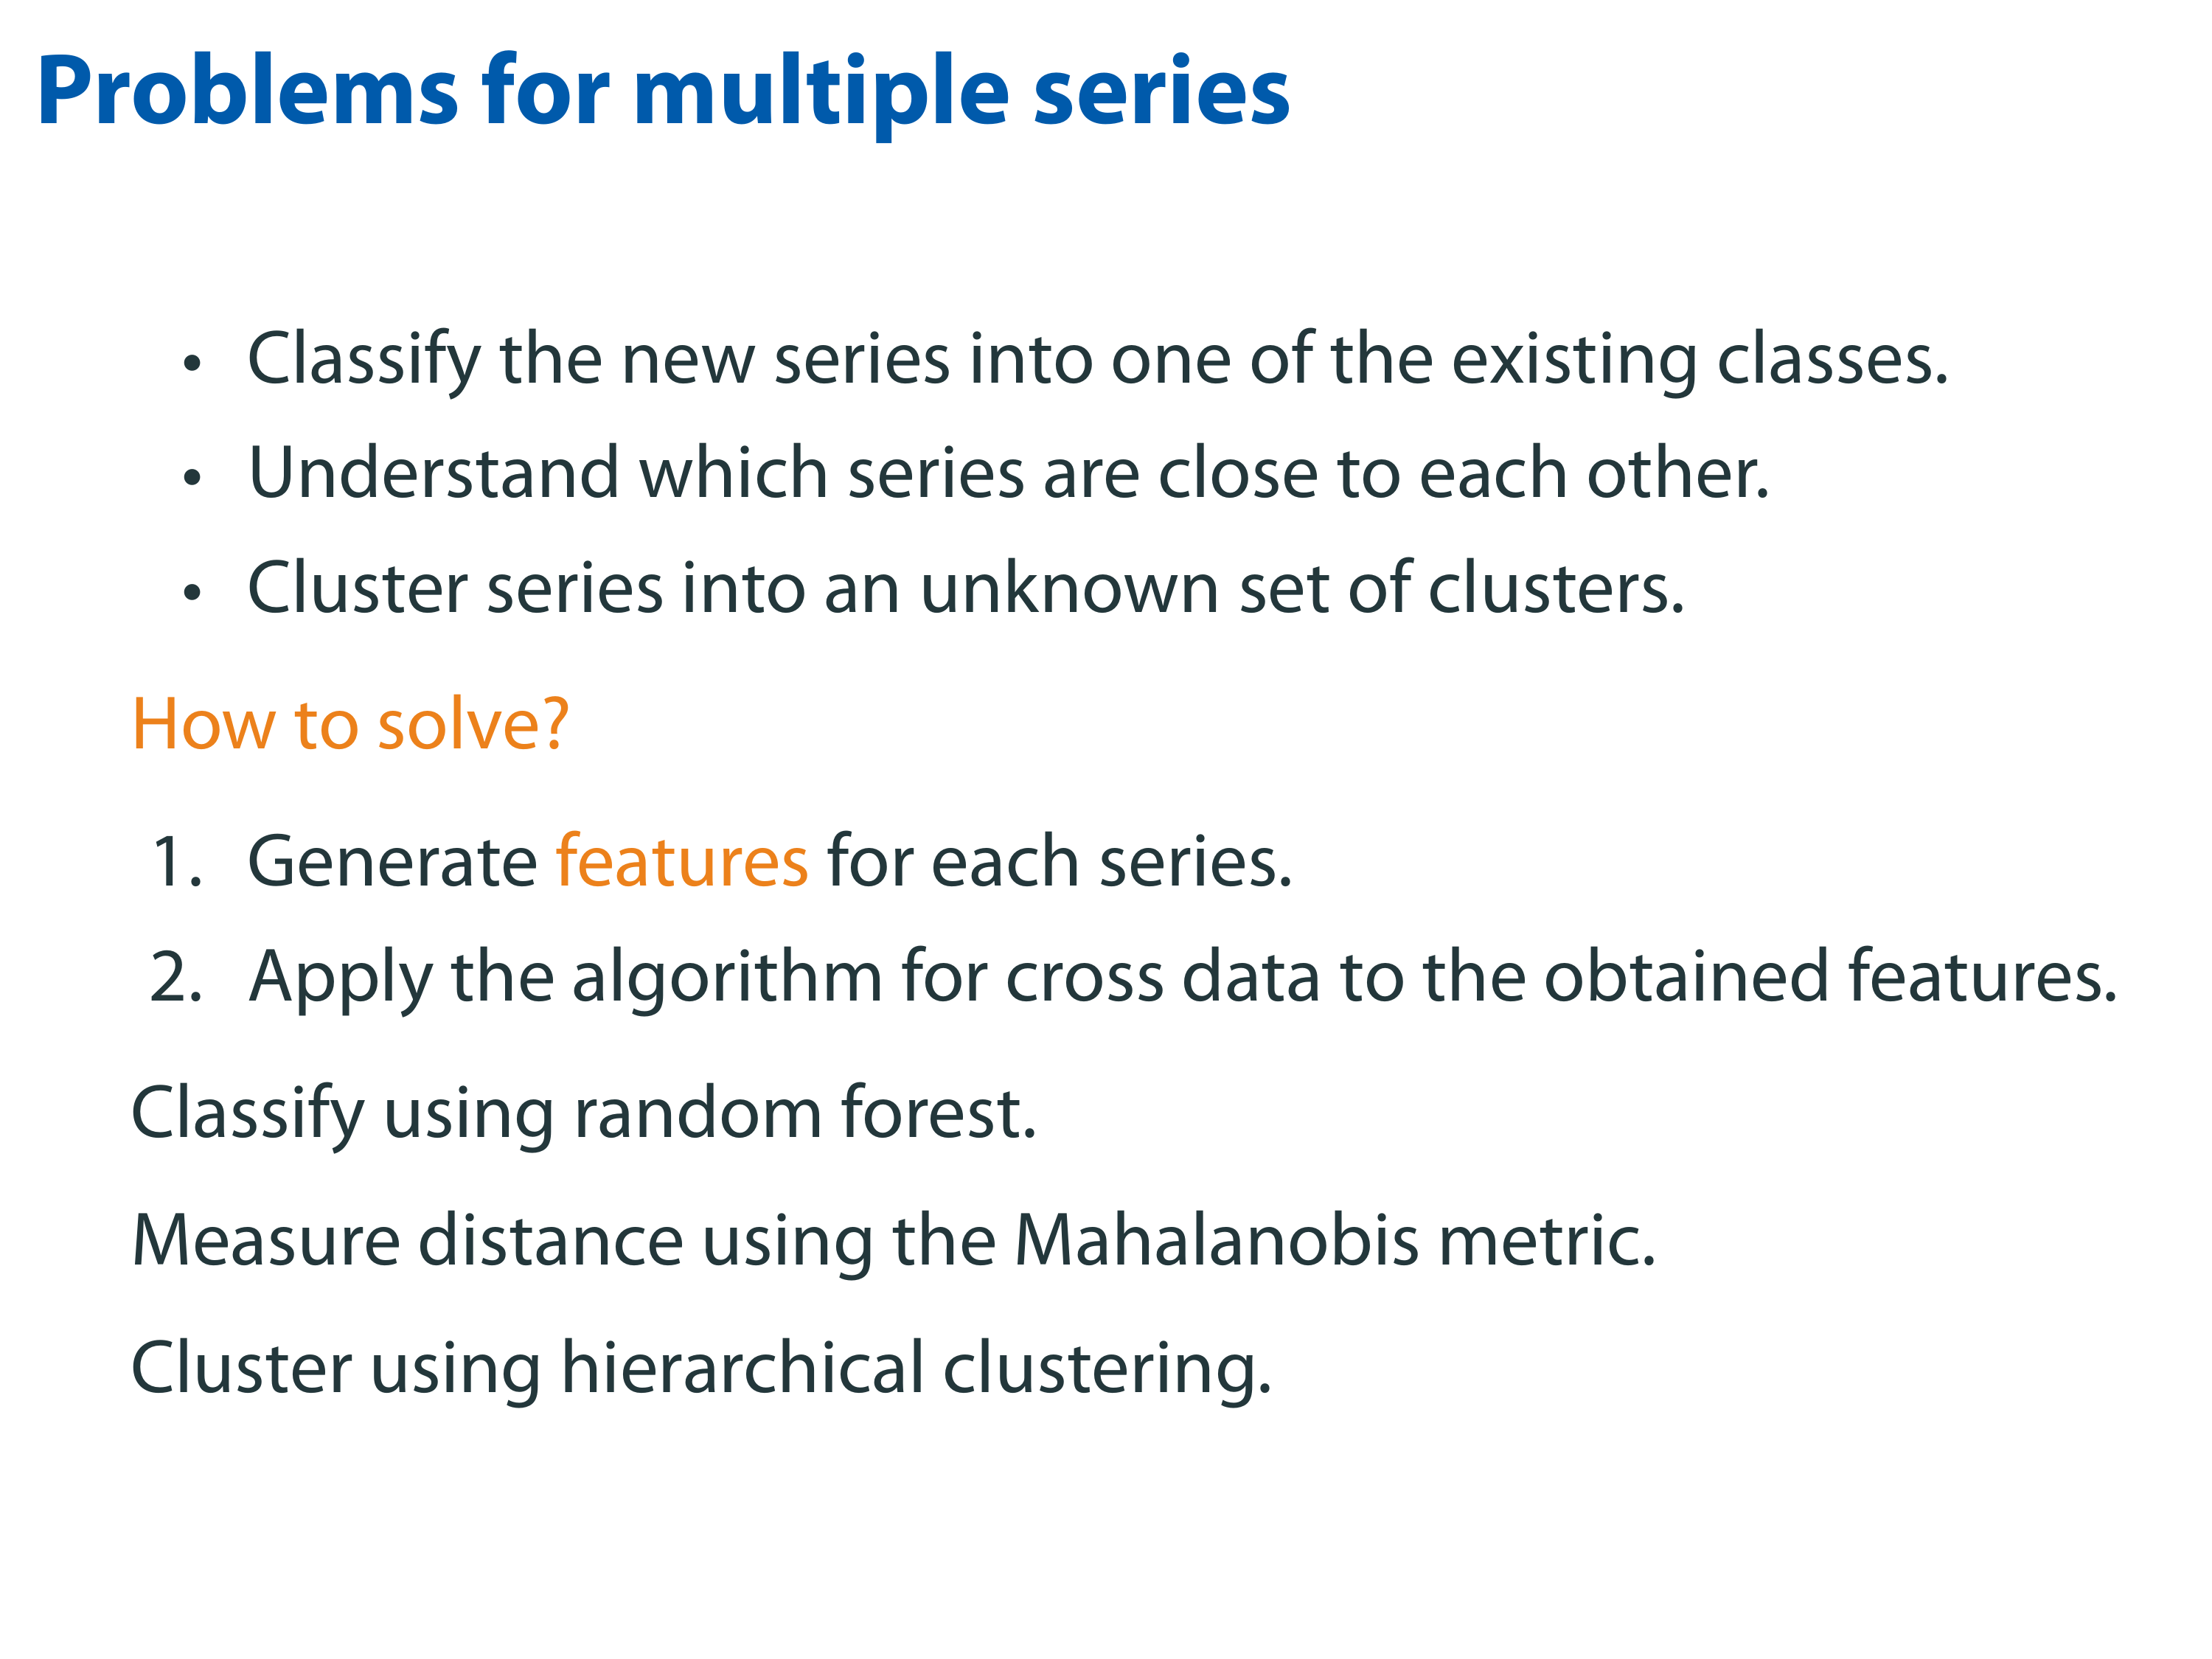 Problems for multiple series
• Classify the new series into one of the existing classes.
• Understand which series are close to each other.
• Cluster series into an unknown set of clusters.
How to solve?
1. Generate features for each series.
2. Apply the algorithm for cross data to the obtained features.
Classify using random forest.
Measure distance using the Mahalanobis metric.
Cluster using hierarchical clustering.